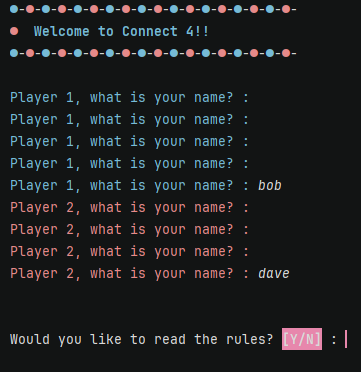 ●-●-●-●-●-●-●-●-●-●-●-●-●-●-●-●-●-●-
● Welcome to Connect 4!!
●-●-●-●-●-●-●-●-●-●-●-●-●-●-●-●-●-●-
Player 1, what is your name? :
Player 1, what is your name? :
Player 1, what is your name? :
Player 1, what is your name? :
Player 1, what is your name? : bob
Player 2, what is your name? :
Player 2, what is your name? :
Player 2, what is your name? :
Player 2, what is your name? : dave
Would you like to read the rules? [Y/N] :